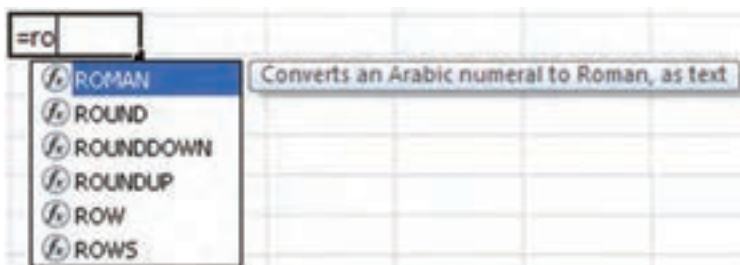 =ro
ROMAN
Converts an Arabic numeral to Roman, as text
ROUND
ROUNDDOWN
ROUNDUP
ROW
ROWS